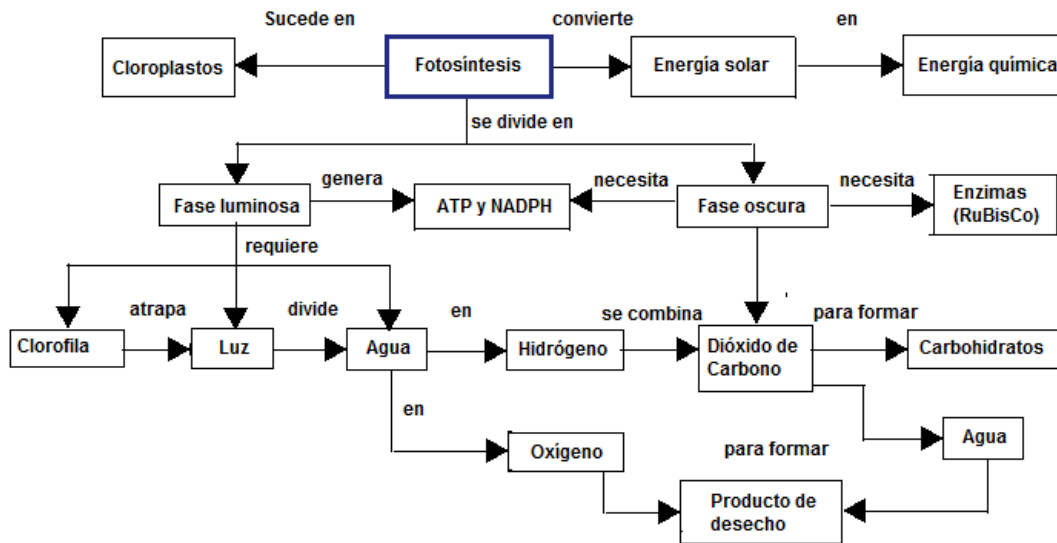 Sucede en
convierte
en
Cloroplastos
Fotosíntesis
Energía solar
Energía química
se divide en
genera
necesita
necesita
Fase luminosa
ATP y NADPH
Fase oscura
Enzimas
(RuBisCo)
requiere
atrapa
divide
en
se combina
para formar
Clorofila
Luz
Agua
Hidrógeno
Dióxido de
Carbono
Carbohidratos
en
Oxígeno
para formar
Agua
Producto de
desecho